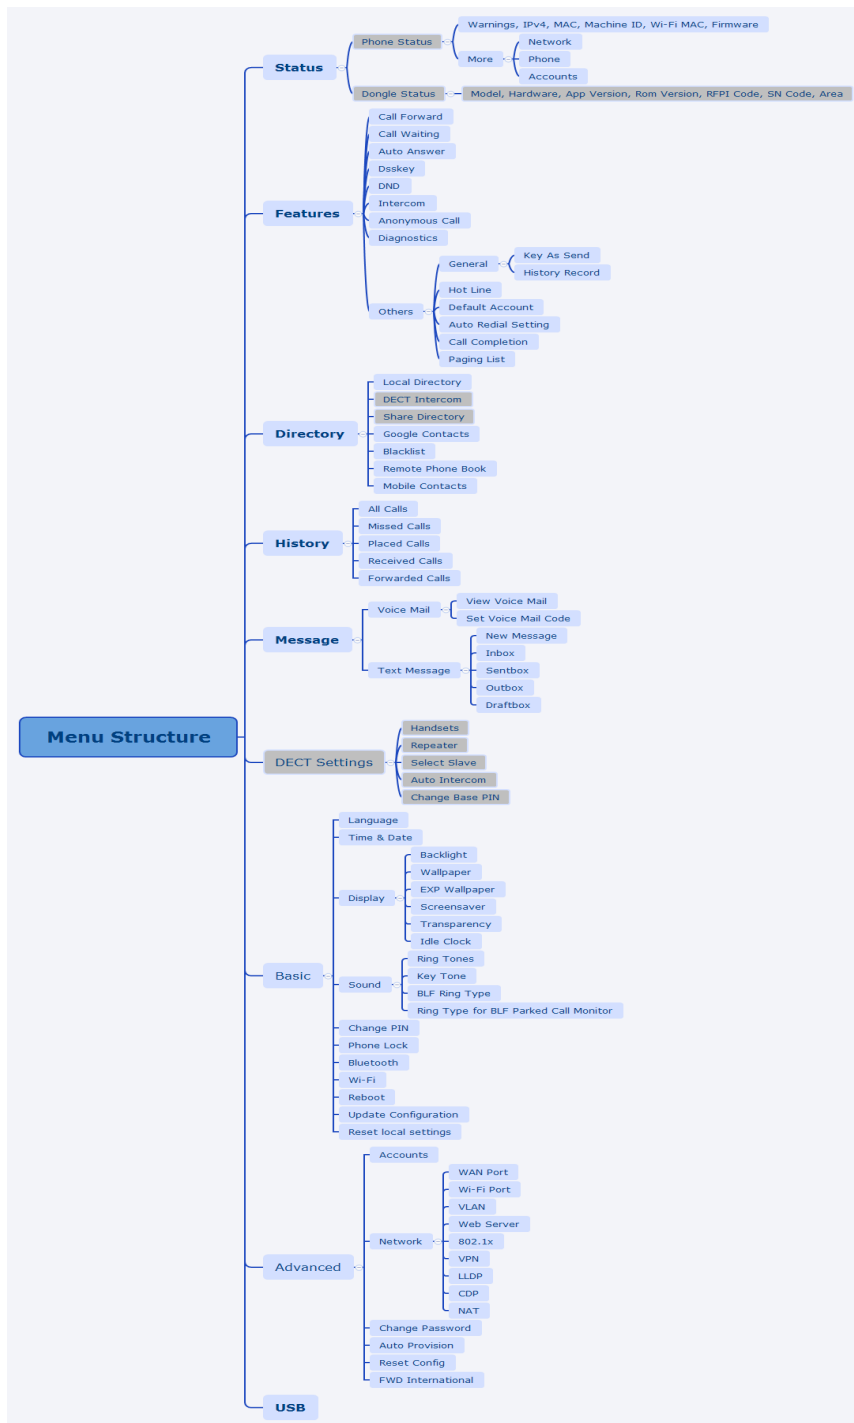 Menu Structure
Status
Phone Status
Warnings, IPv4, MAC, Machine ID, Wi-Fi MAC, Firmware
More
Network
Phone
Accounts
Dongle Status
Model, Hardware, App Version, Rom Version, RFPI Code, SN Code, Area
Features
Call Forward
Call Waiting
Auto Answer
Dsskey
DND
Intercom
Anonymous Call
Diagnostics
Others
General
Key As Send
History Record
Hot Line
Default Account
Auto Redial Setting
Call Completion
Paging List
Directory
Local Directory
DECT Intercom
Share Directory
Google Contacts
Blacklist
Remote Phone Book
Mobile Contacts
History
All Calls
Missed Calls
Placed Calls
Received Calls
Forwarded Calls
Message
Voice Mail
View Voice Mail
Set Voice Mail Code
Text Message
New Message
Inbox
Sentbox
Outbox
Draftbox
DECT Settings
Handsets
Repeater
Select Slave
Auto Intercom
Change Base PIN
Basic
Language
Time & Date
Display
Backlight
Wallpaper
EXP Wallpaper
Screensaver
Transparency
Idle Clock
Sound
Ring Tones
Key Tone
BLF Ring Type
Ring Type for BLF Parked Call Monitor
Change PIN
Phone Lock
Bluetooth
Wi-Fi
Reboot
Update Configuration
Reset local settings
Advanced
Accounts
Network
WAN Port
Wi-Fi Port
VLAN
Web Server
802.1x
VPN
LLDP
CDP
NAT
Change Password
Auto Provision
Reset Config
FWD International
USB